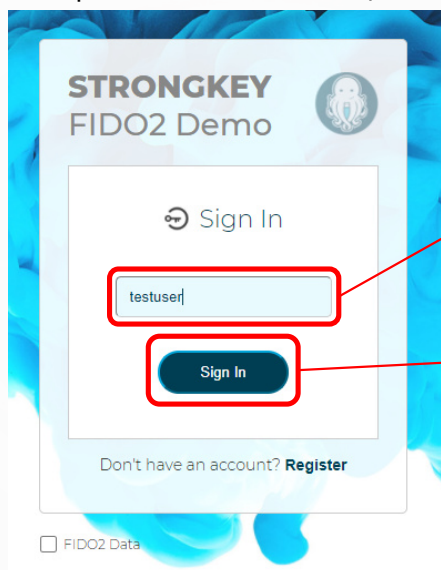 STRONGKEY
FIDO2 Demo
Sign In
testuser
Sign In
Don't have an account? Register
FIDO2 Data